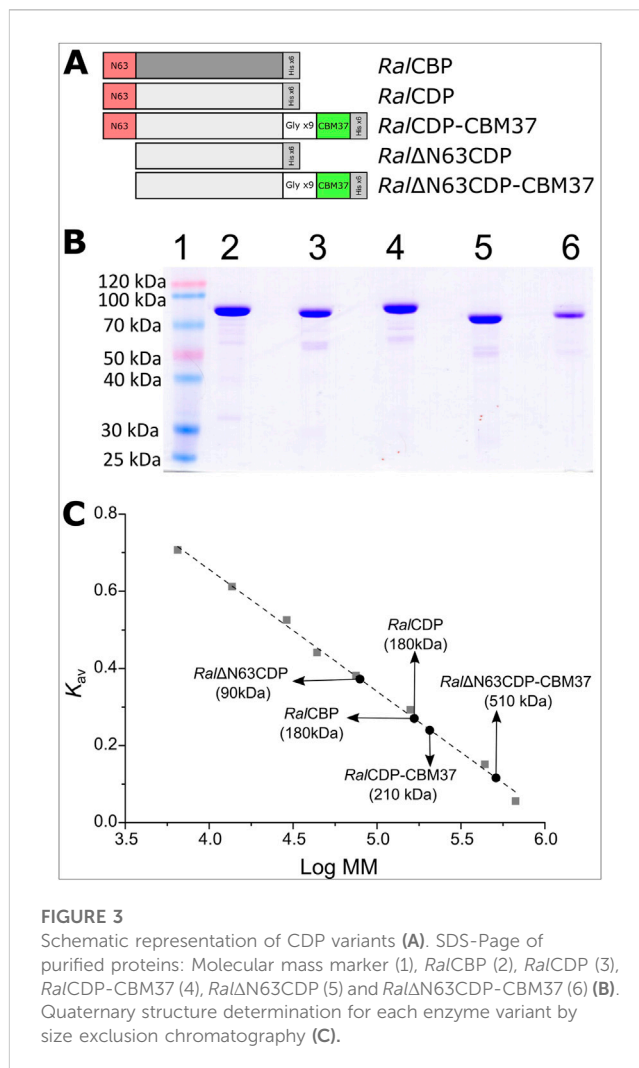 A
N63 His x6 RalCBP
N63 His x6 RalCDP
N63 Gly x9 CBM37 His x6 RalCDP-CBM37
His x6 RalΔN63CDP
Gly x9 CBM37 His x6 RalΔN63CDP-CBM37
B
1 2 3 4 5 6
120 kDa
100 kDa
70 kDa
50 kDa
40 kDa
30 kDa
25 kDa
C
0.8
0.6
0.4
0.2
0.0
Kav
RalCDP
(180kDa)
RalΔN63CDP
(90kDa)
RalΔN63CDP-CBM37
(510 kDa)
RalCBP
(180kDa)
RalCDP-CBM37
(210 kDa)
3.5 4.0 4.5 5.0 5.5 6.0
Log MM
FIGURE 3
Schematic representation of CDP variants (A). SDS-Page of
purified proteins: Molecular mass marker (1), RalCBP (2), RalCDP (3),
RalCDP-CBM37 (4), RalΔN63CDP (5) and RalΔN63CDP-CBM37 (6) (B).
Quaternary structure determination for each enzyme variant by
size exclusion chromatography (C).